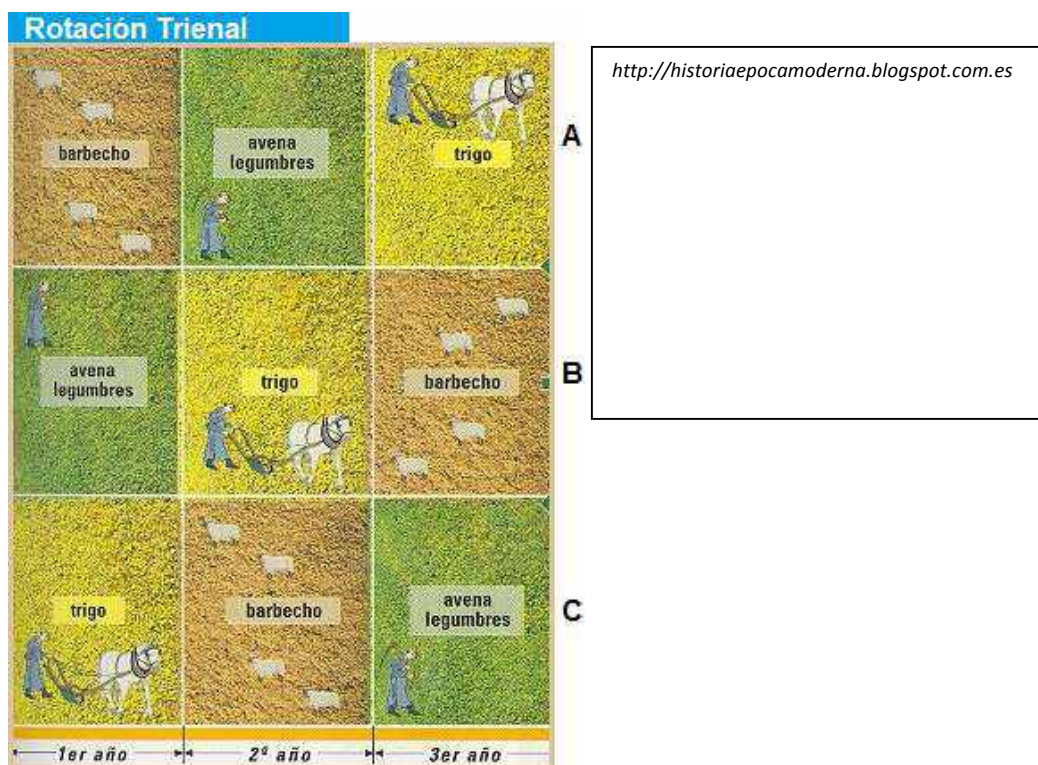 Rotación Trienal
http://historiaepocamoderna.blogspot.com.es
barbecho
avena
legumbres
trigo
A
avena
legumbres
trigo
barbecho
B
trigo
barbecho
avena
legumbres
C
1er año
2º año
3er año